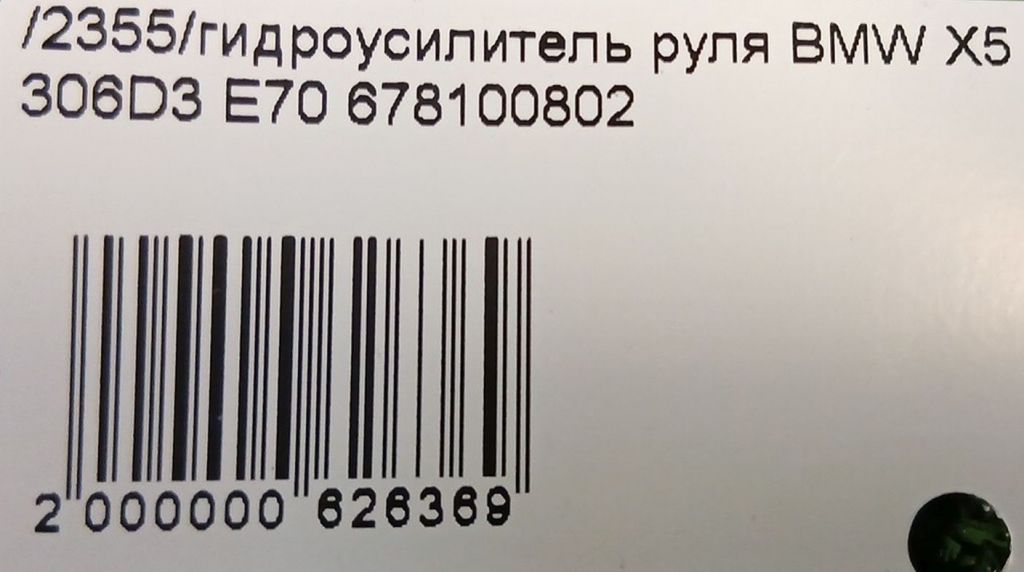 /2355/гидроусилитель руля BMW X5
306D3 E70 678100802
2 000000 626369